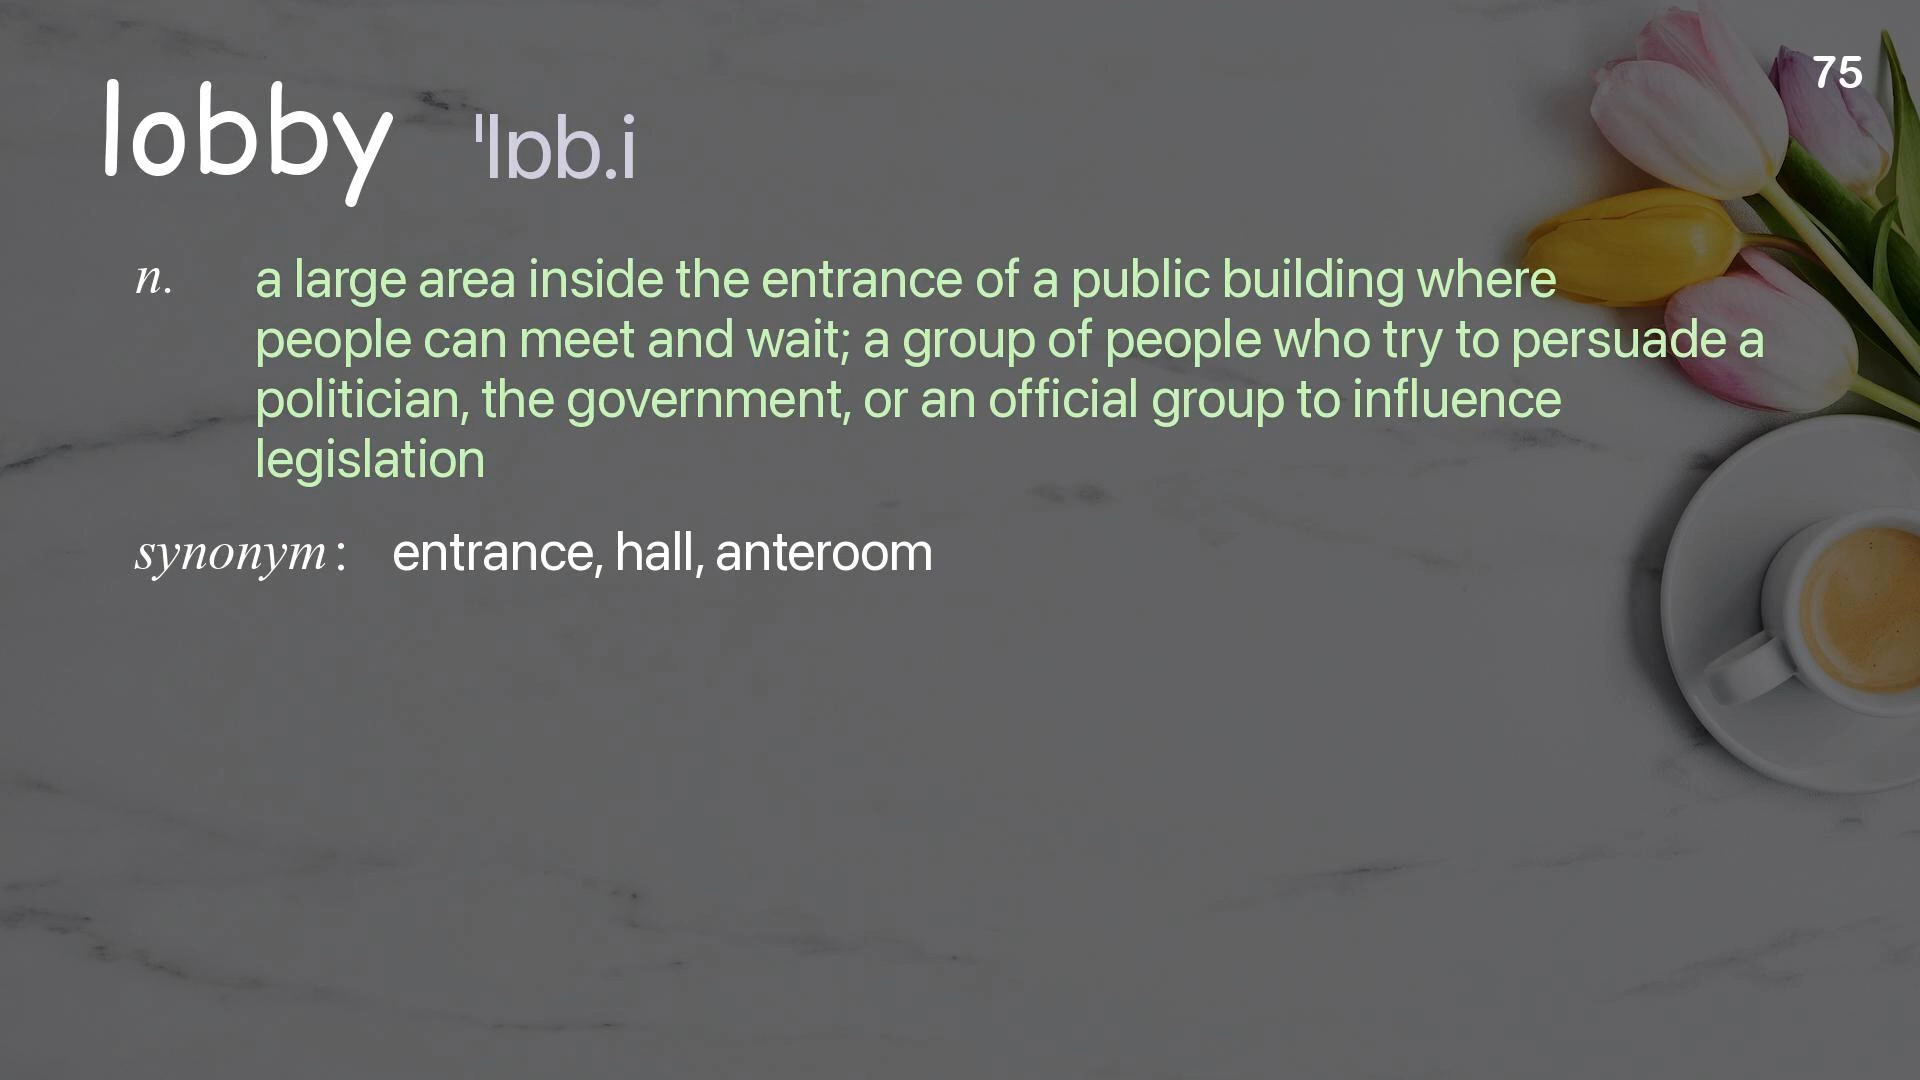 75
lobby ˈlɒb.i
n. a large area inside the entrance of a public building where
people can meet and wait; a group of people who try to persuade a
politician, the government, or an official group to influence
legislation
synonym : entrance, hall, anteroom